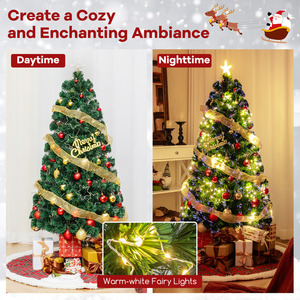 Create a Cozy
and Enchanting Ambiance
Daytime
Nighttime
Merry
Christmas
Warm-white Fairy Lights